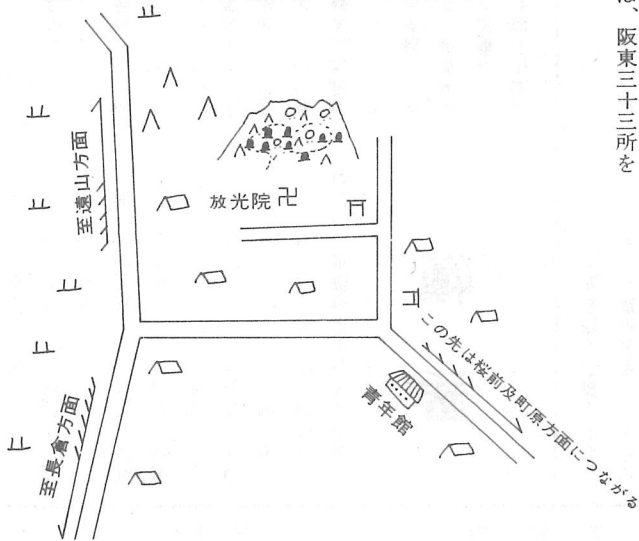 は、阪東三十三所を
至遠山方面
放光院卍
至長倉方面
青年館
この先は桜前及町原方面につながる